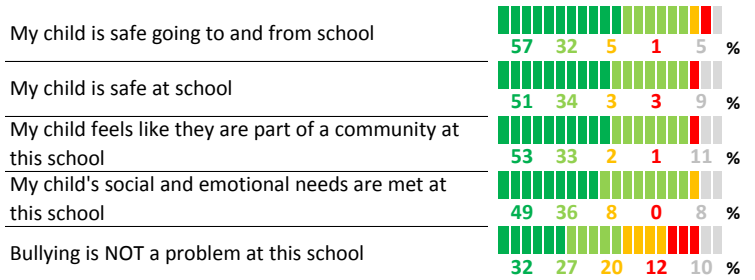 My child is safe going to and from school
57 32 5 1 5 %
My child is safe at school
51 34 3 3 9 %
My child feels like they are part of a community at
this school
53 33 2 1 11 %
My child's social and emotional needs are met at
this school
49 36 8 0 8 %
Bullying is NOT a problem at this school
32 27 20 12 10 %